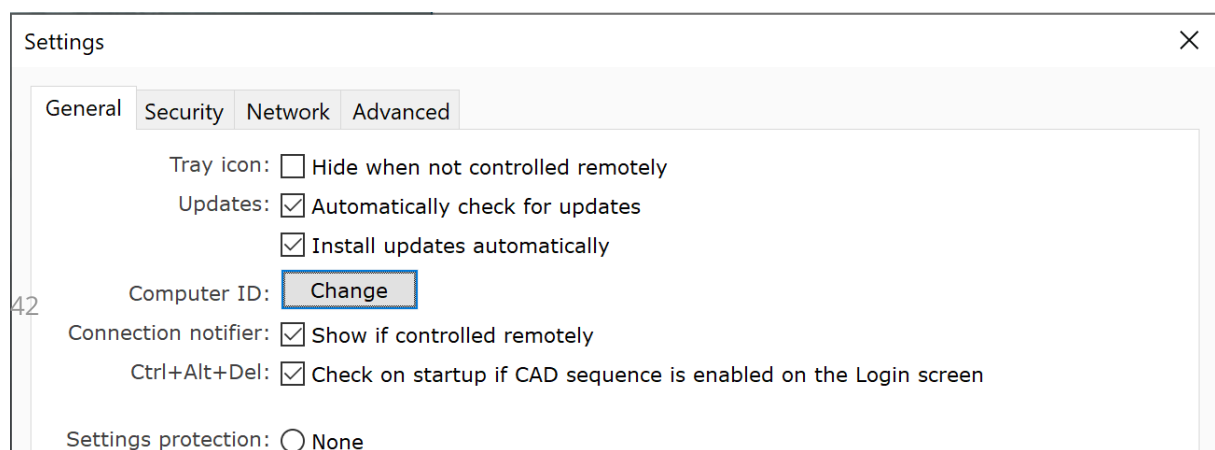 Settings
General Security Network Advanced
Tray icon: Hide when not controlled remotely
Updates: Automatically check for updates
Install updates automatically
Computer ID: Change
42
Connection notifier: Show if controlled remotely
Ctrl+Alt+Del: Check on startup if CAD sequence is enabled on the Login screen
Settings protection: None